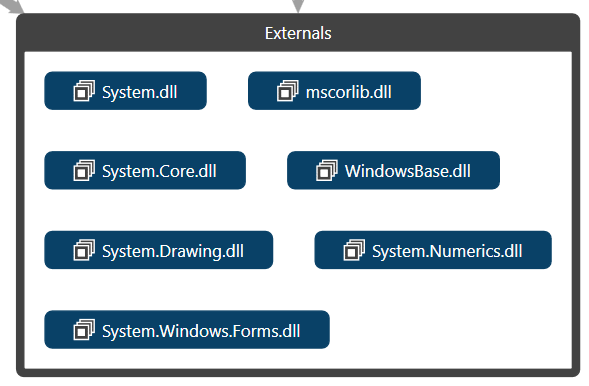 Externals
System.dll
mscorlib.dll
System.Core.dll
WindowsBase.dll
System.Drawing.dll
System.Numerics.dll
System.Windows.Forms.dll